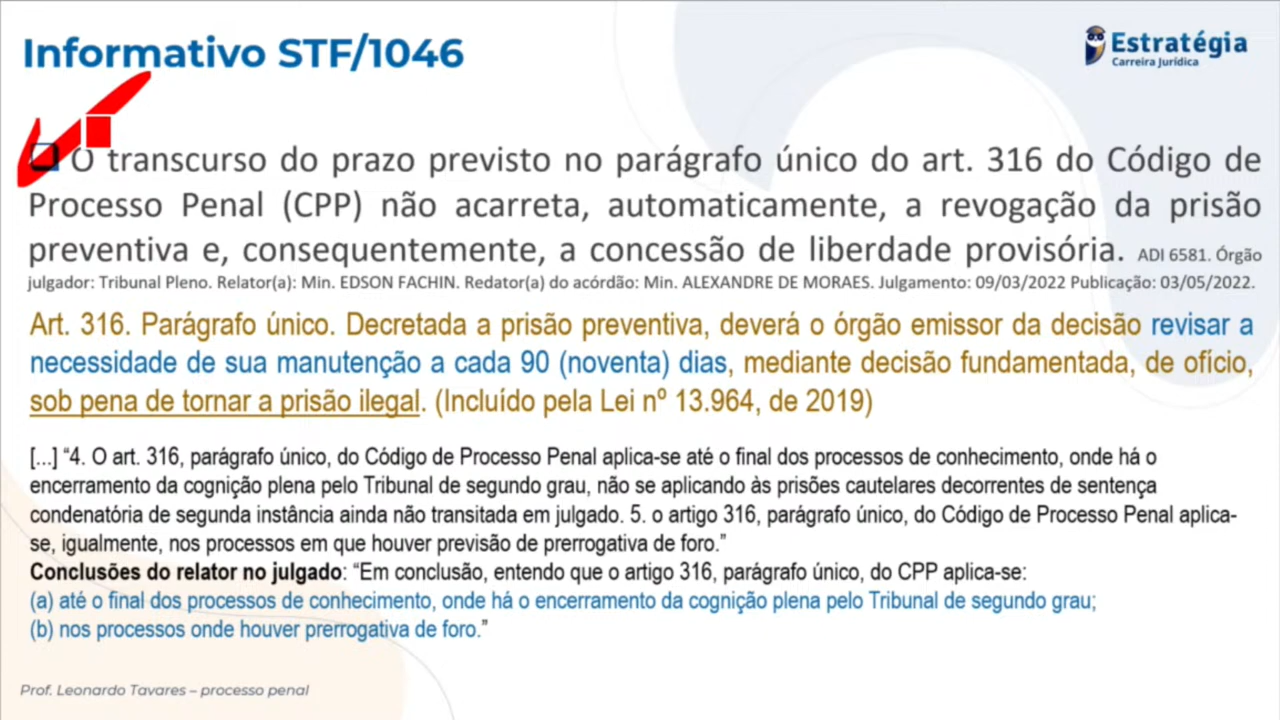 Informativo STF/1046
Estratégia
Carreira Jurídica
O transcurso do prazo previsto no parágrafo único do art. 316 do Código de
Processo Penal (CPP) não acarreta, automaticamente, a revogação da prisão
preventiva e, consequentemente, a concessão de liberdade provisória. ADI 6581. Órgão
julgador: Tribunal Pleno. Relator(a): Min. EDSON FACHIN. Redator(a) do acórdão: Min. ALEXANDRE DE MORAES. Julgamento: 09/03/2022 Publicação: 03/05/2022.
Art. 316. Parágrafo único. Decretada a prisão preventiva, deverá o órgão emissor da decisão revisar a
necessidade de sua manutenção a cada 90 (noventa) dias, mediante decisão fundamentada, de ofício,
sob pena de tornar a prisão ilegal. (Incluído pela Lei nº 13.964, de 2019)
[...] “4. O art. 316, parágrafo único, do Código de Processo Penal aplica-se até o final dos processos de conhecimento, onde há o
encerramento da cognição plena pelo Tribunal de segundo grau, não se aplicando às prisões cautelares decorrentes de sentença
condenatória de segunda instância ainda não transitada em julgado. 5. o artigo 316, parágrafo único, do Código de Processo Penal aplica-
se, igualmente, nos processos em que houver previsão de prerrogativa de foro.”
Conclusões do relator no julgado: “Em conclusão, entendo que o artigo 316, parágrafo único, do CPP aplica-se:
(a) até o final dos processos de conhecimento, onde há o encerramento da cognição plena pelo Tribunal de segundo grau;
(b) nos processos onde houver prerrogativa de foro.”
Prof. Leonardo Tavares – processo penal